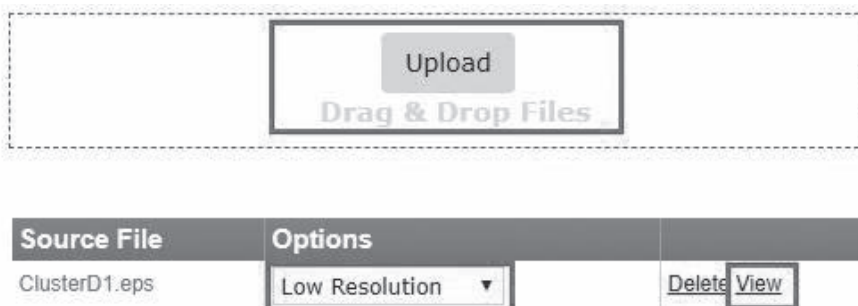 Upload
Drag & Drop Files
Source File Options
ClusterD1.eps Low Resolution Delete View